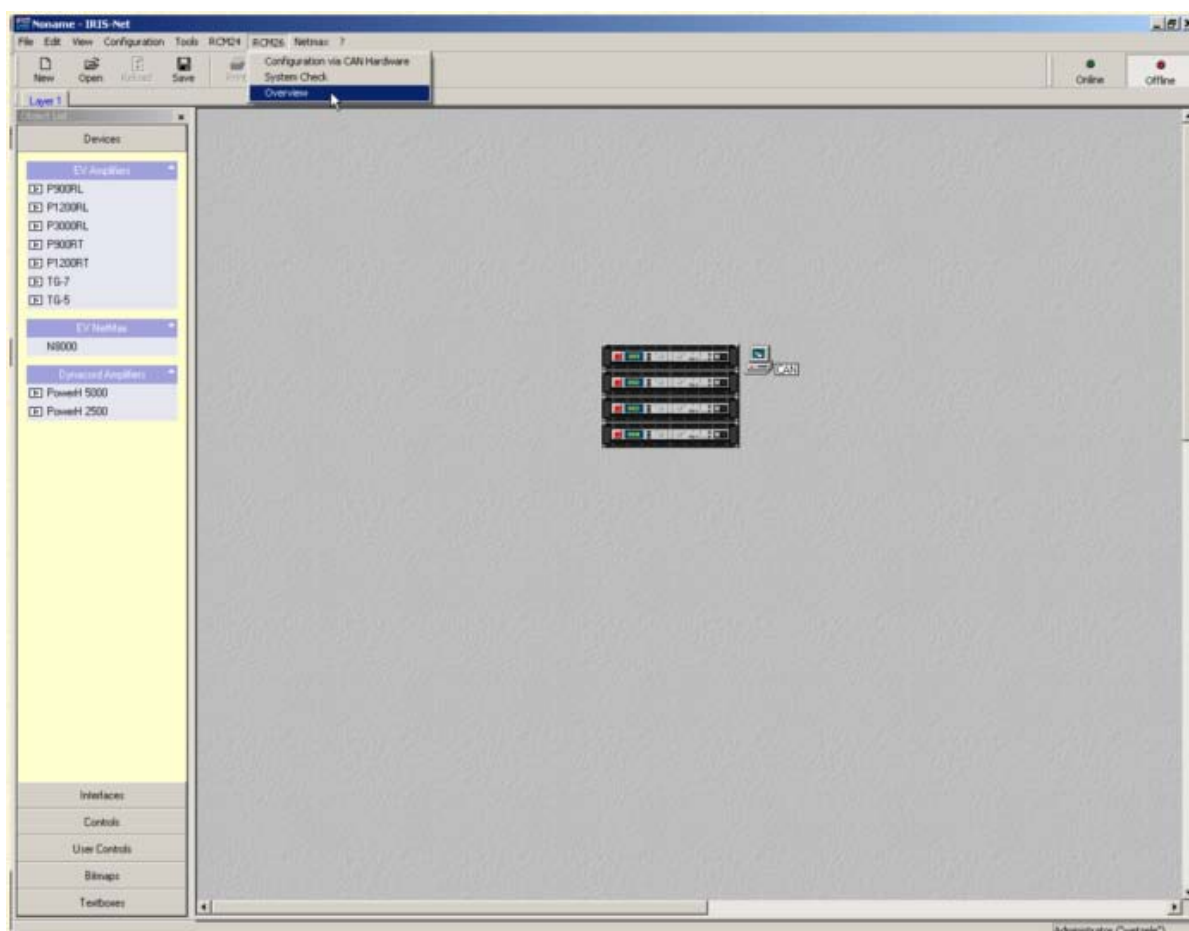 Noname - IRIS-Net
File Edit View Configuration Tools RCM24 RCM26 Netmax ?
New Open Reload Save Print
Configuration via CAN Hardware
System Check
Overview
Online Offline
Layer 1
Devices
EV Amplifiers
P900RL
P1200RL
P3000RL
P900RT
P1200RT
TG-7
TG-5
EV NetMax
N8000
Dynacord Amplifiers
PowerH 5000
PowerH 2500
CAN
Interfaces
Controls
User Controls
Bitmaps
Textboxes